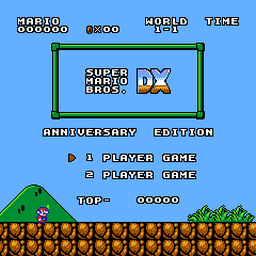 MARIO WORLD TIME
000000 x00 1-1
SUPER
MARIO DX
BROS.
ANNIVERSARY EDITION
1 PLAYER GAME
2 PLAYER GAME
TOP- 00000